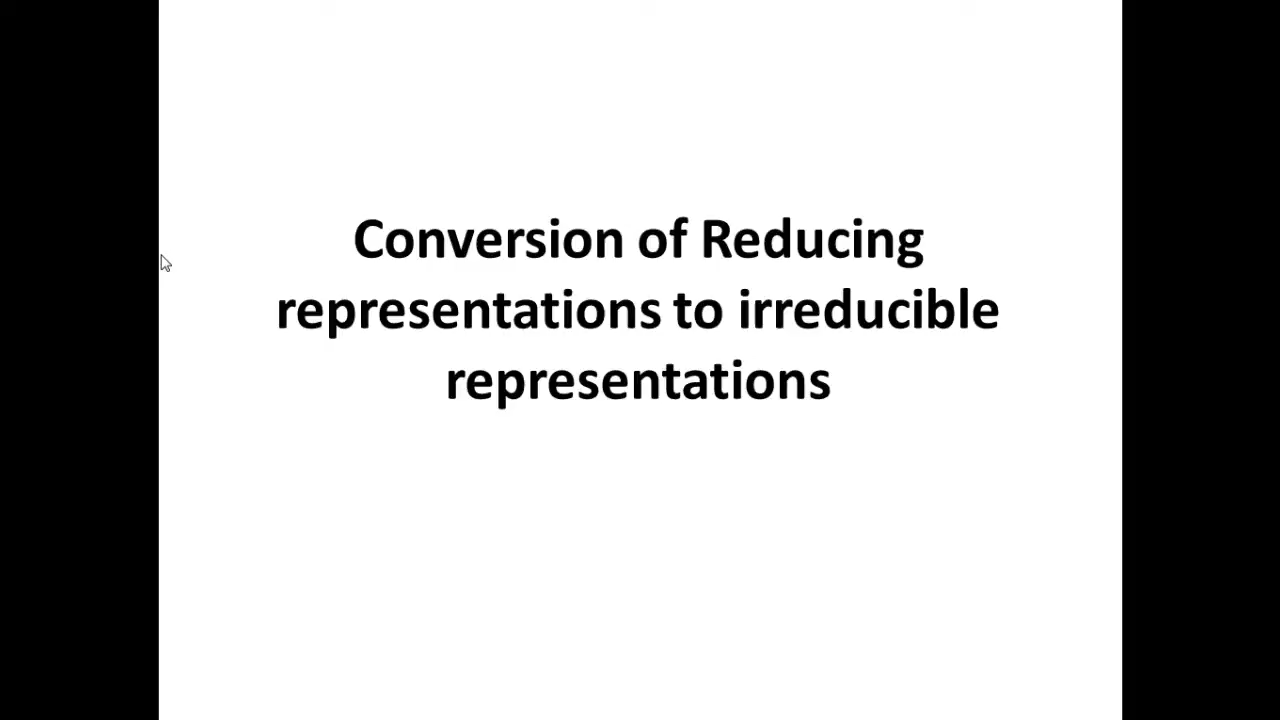 Conversion of Reducing
representations to irreducible
representations